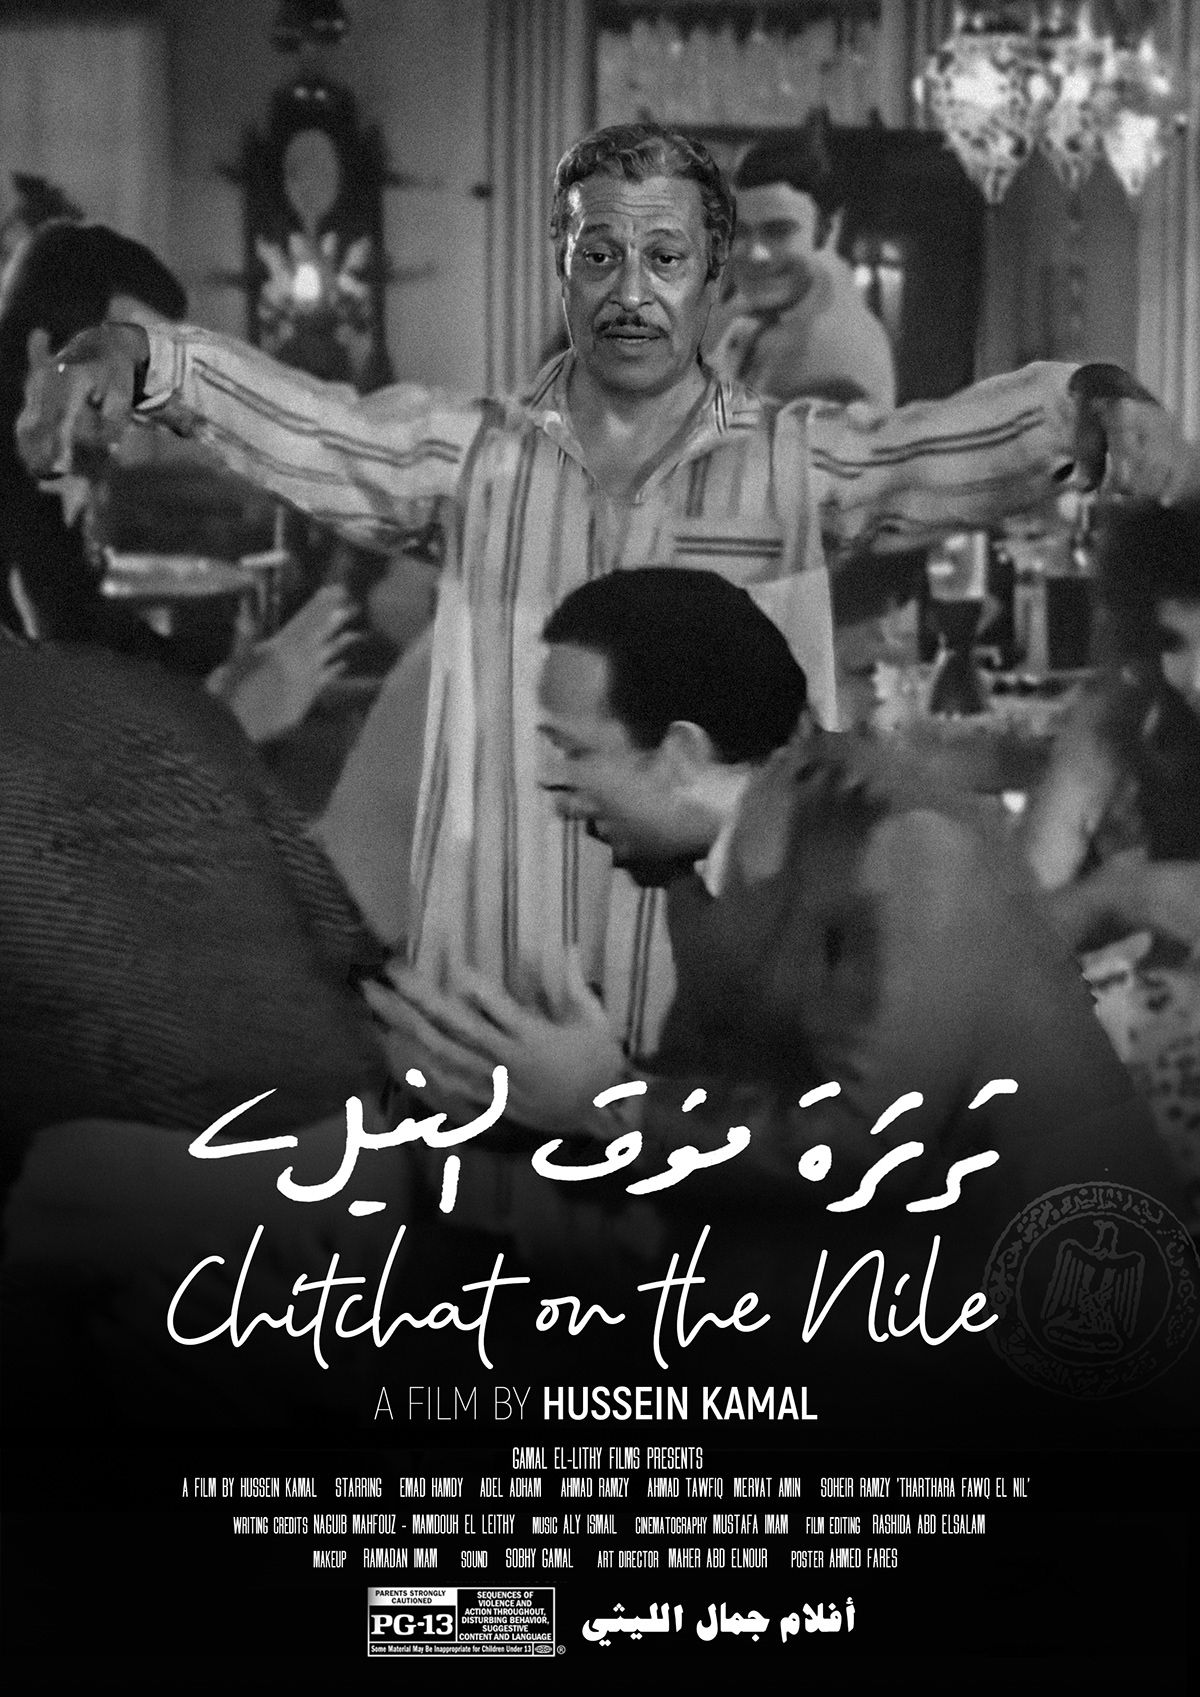 ثرثرة فوق النيل
Chitchat on the Nile
A FILM BY HUSSEIN KAMAL
GAMAL EL-LITHY FILMS PRESENTS
A FILM BY HUSSEIN KAMAL STARRING EMAD HAMDY ADEL ADHAM AHMAD RAMZY AHMAD TAWFIQ MERVAT AMIN SOHEIR RAMZY 'THARTHARA FAWQ EL NIL'
WRITNG CREDITS NAGUIB MAHFOUZ - MAMDOUH EL LEITHY MUSIC ALY ISMAIL CINEMATOGRAPHY MUSTAFA IMAM FILM EDITING RASHIDA ABD ELSALAM
MAKEUP RAMADAN IMAM SOUND SOBHY GAMAL ART DIRECTOR MAHER ABD ELNOUR POSTER AHMED FARES
PARENTS STRONGLY CAUTIONED
PG-13
SEQUENCES OF
VIOLENCE AND
ACTION THROUGHOUT,
DISTURBING BEHAVIOR,
SUGGESTIVE
CONTENT AND LANGUAGE
Some Material May Be Inappropriate for Children Under 13 ®
أفلام جمال الليثي